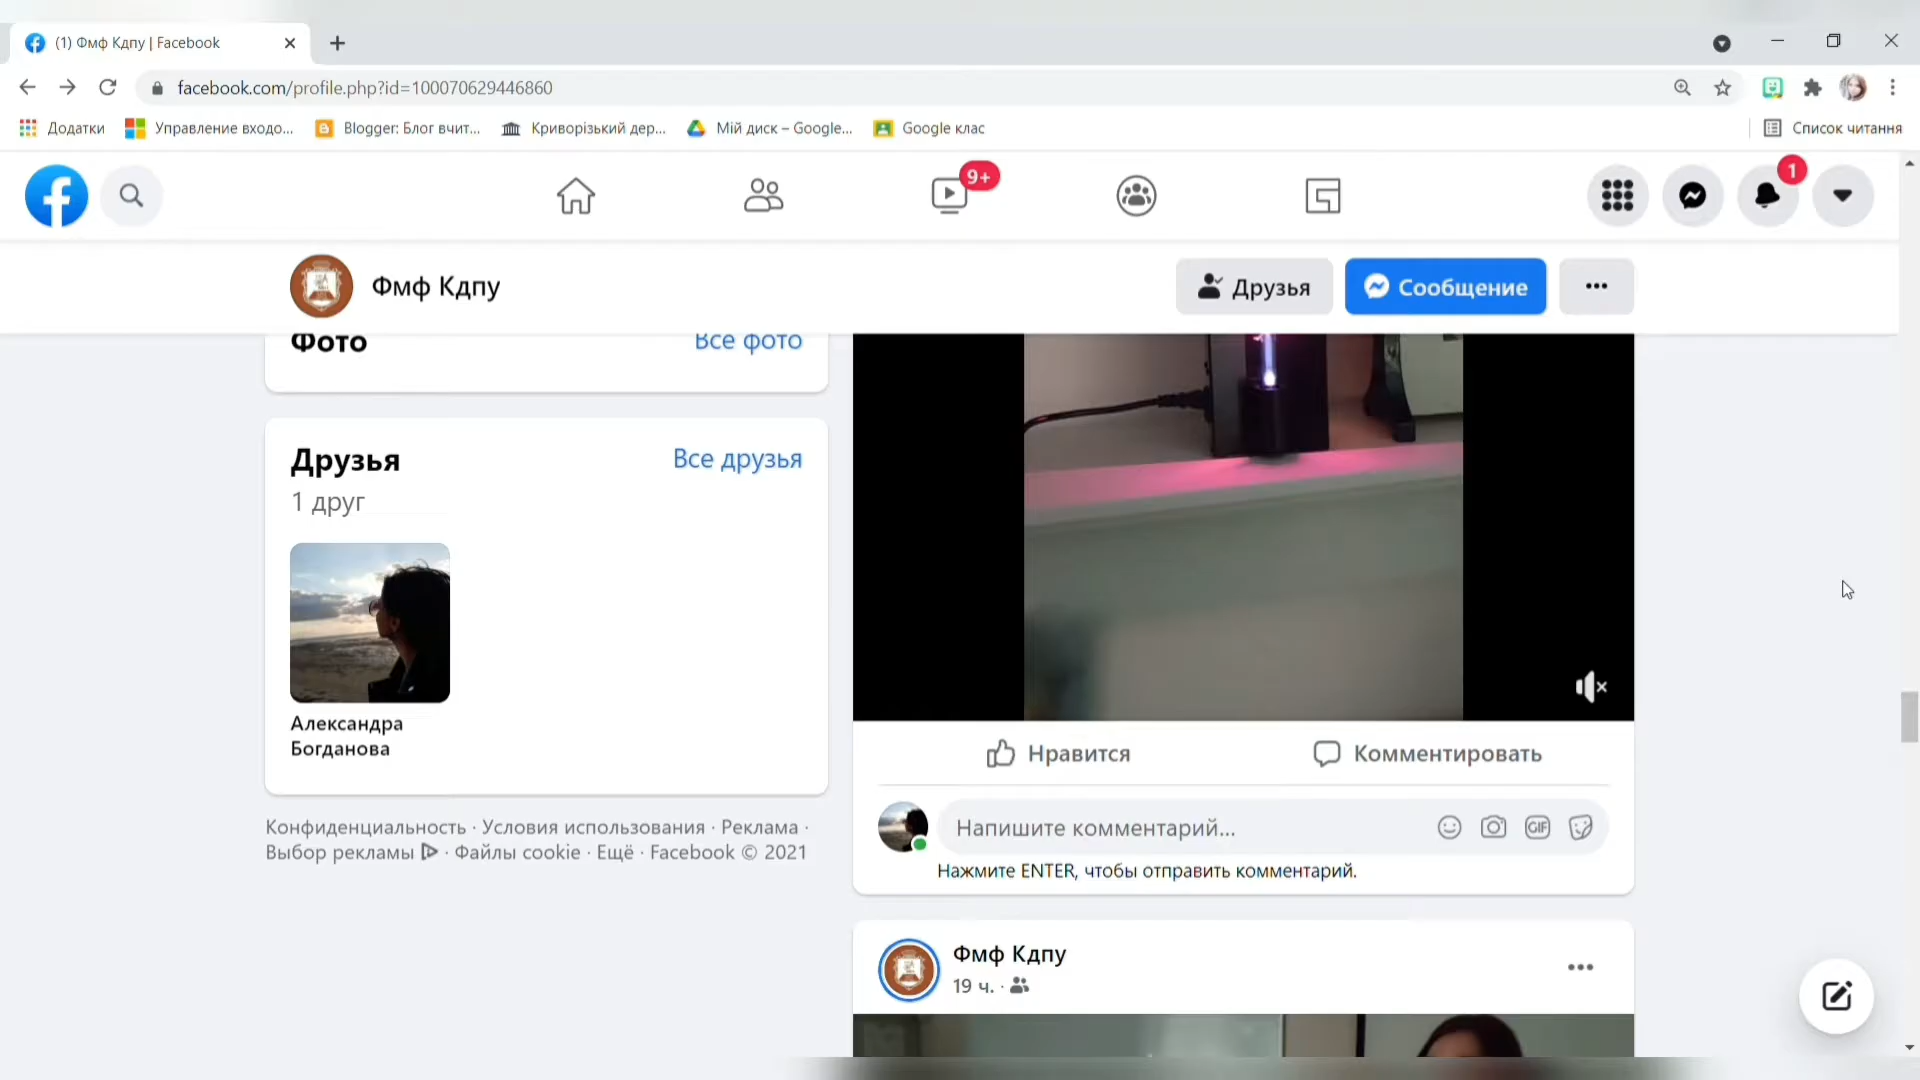 (1) Фмф Кдпу | Facebook
facebook.com/profile.php?id=100070629446860
Додатки
Управление входо...
Blogger: Блог вчит...
Криворізький дер...
Мій диск – Google...
Google клас
Список читання
9+
1
Фмф Кдпу
Друзья
Сообщение
Фото
Все фото
Друзья
Все друзья
1 друг
Александра
Богданова
Конфиденциальность · Условия использования · Реклама ·
Выбор рекламы · Файлы cookie · Ещё · Facebook © 2021
Нравится
Комментировать
Напишите комментарий...
GIF
Нажмите ENTER, чтобы отправить комментарий.
Фмф Кдпу
19 ч. ·